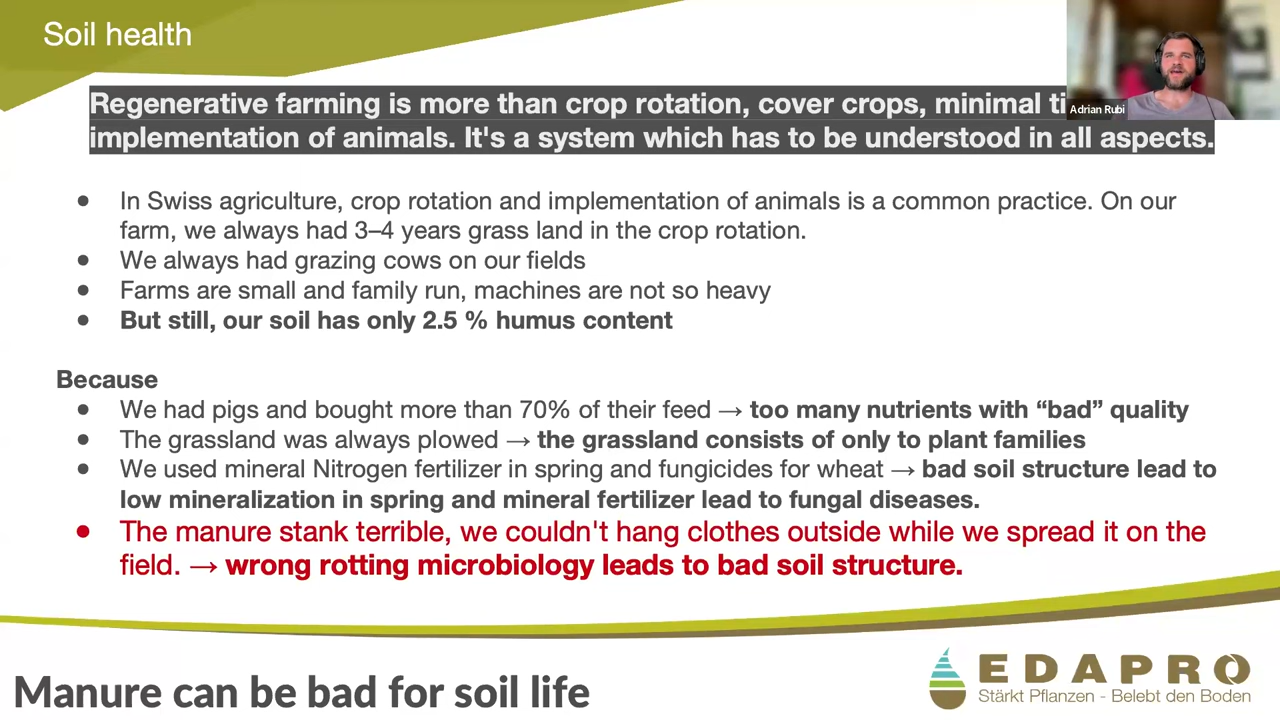 Soil health
Regenerative farming is more than crop rotation, cover crops, minimal
implementation of animals. It's a system which has to be understood in all aspects.
Adrian Rubi
● In Swiss agriculture, crop rotation and implementation of animals is a common practice. On our
farm, we always had 3–4 years grass land in the crop rotation.
● We always had grazing cows on our fields
● Farms are small and family run, machines are not so heavy
● But still, our soil has only 2.5 % humus content
Because
● We had pigs and bought more than 70% of their feed → too many nutrients with “bad” quality
● The grassland was always plowed → the grassland consists of only to plant families
● We used mineral Nitrogen fertilizer in spring and fungicides for wheat → bad soil structure lead to
low mineralization in spring and mineral fertilizer lead to fungal diseases.
● The manure stank terrible, we couldn't hang clothes outside while we spread it on the
field. → wrong rotting microbiology leads to bad soil structure.
Manure can be bad for soil life
EDAPRO
Stärkt Pflanzen - Belebt den Boden